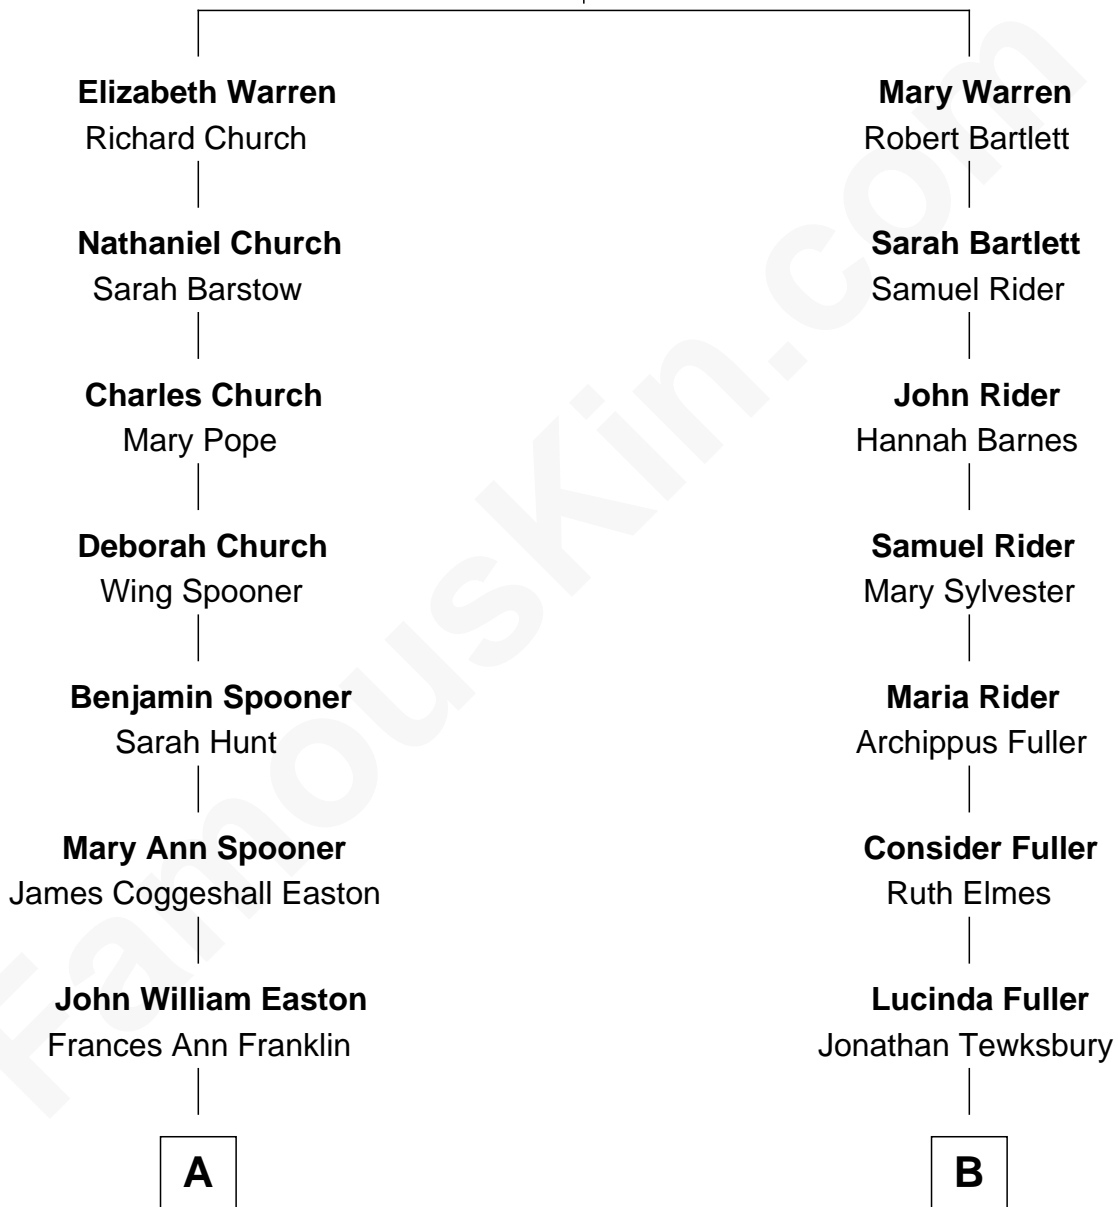 Elizabeth Warren
Richard Church
Nathaniel Church
Sarah Barstow
Charles Church
Mary Pope
Deborah Church
Wing Spooner
Benjamin Spooner
Sarah Hunt
Mary Ann Spooner
James Coggeshall Easton
John William Easton
Frances Ann Franklin
A
Mary Warren
Robert Bartlett
Sarah Bartlett
Samuel Rider
John Rider
Hannah Barnes
Samuel Rider
Mary Sylvester
Maria Rider
Archippus Fuller
Consider Fuller
Ruth Elmes
Lucinda Fuller
Jonathan Tewksbury
B
FamousKin.com